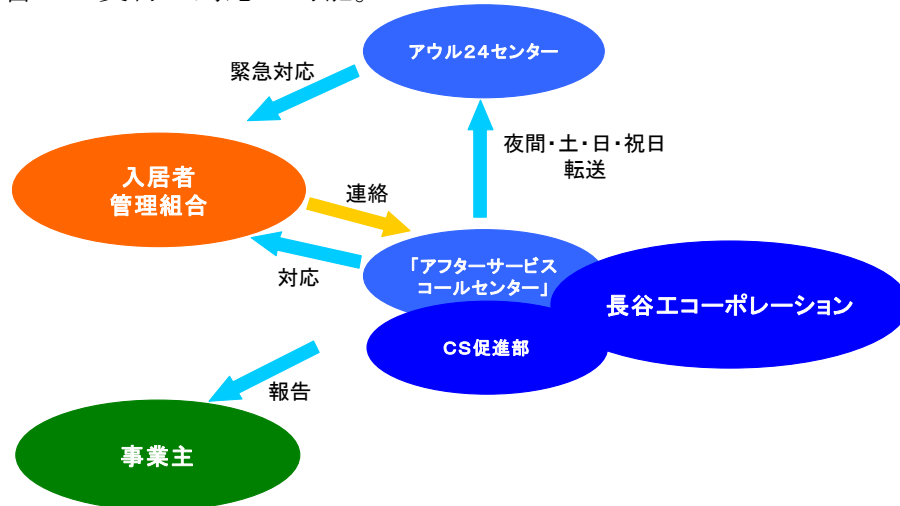 アウル24センター
緊急対応
夜間・土・日・祝日
転送
入居者
管理組合
連絡
「アフターサービス
コールセンター」
対応
長谷工コーポレーション
CS促進部
報告
事業主